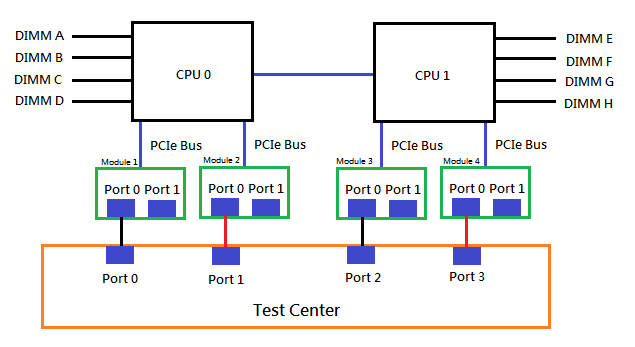 DIMM A
DIMM B
DIMM C
DIMM D
CPU 0
CPU 1
DIMM E
DIMM F
DIMM G
DIMM H
PCIe Bus
PCIe Bus
PCIe Bus
PCIe Bus
Module 1
Module 2
Module 3
Module 4
Port 0 Port 1
Port 0 Port 1
Port 0 Port 1
Port 0 Port 1
Port 0
Port 1
Port 2
Port 3
Test Center